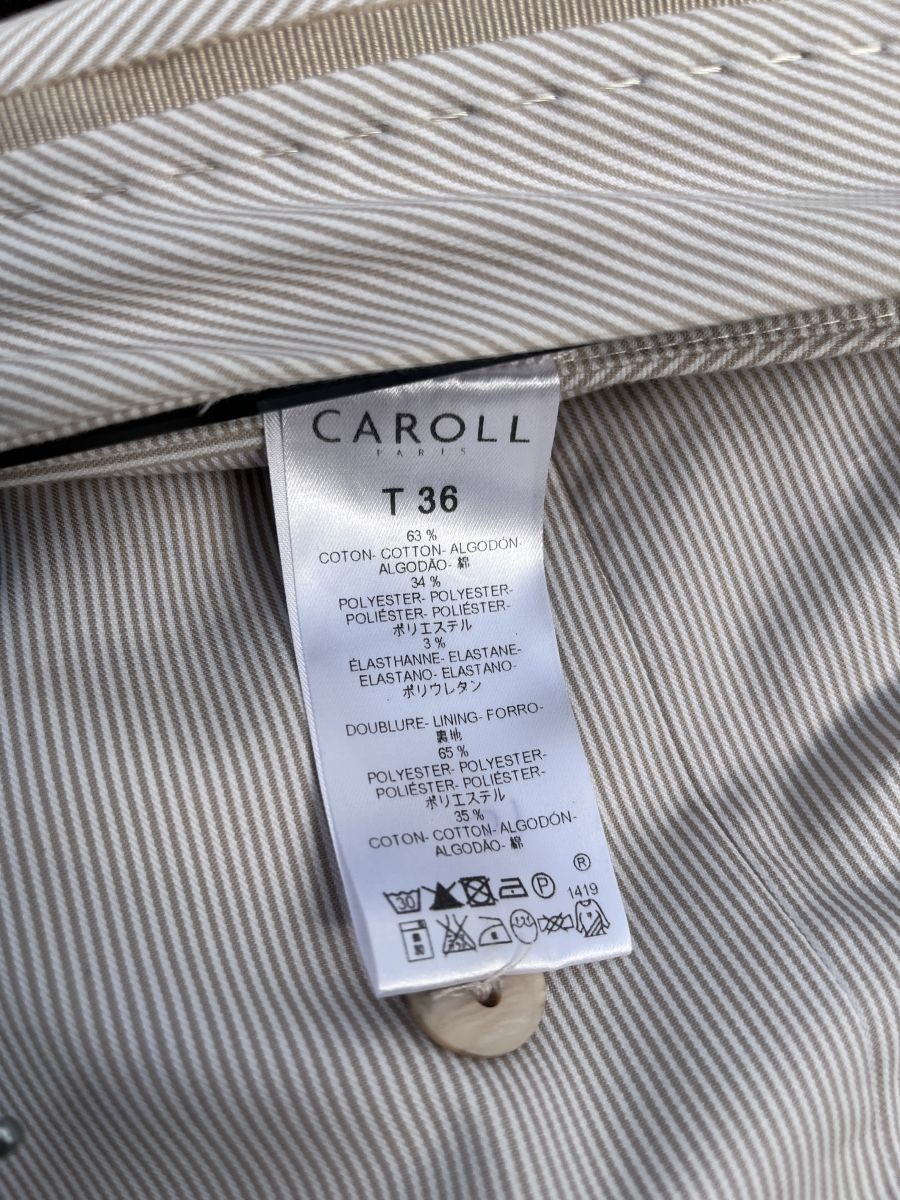 CAROLL
PARIS
T 36
63 %
COTON- COTTON- ALGODÓN-
ALGODÃO- 綿
34 %
POLYESTER- POLYESTER-
POLIÉSTER- POLIÉSTER-
ポリエステル
3 %
ÉLASTHANNE- ELASTANE-
ELASTANO- ELASTANO-
ポリウレタン
DOUBLURE- LINING- FORRO-
裏地
65 %
POLYESTER- POLYESTER-
POLIÉSTER- POLIÉSTER-
ポリエステル
35 %
COTON- COTTON- ALGODÓN-
ALGODÃO- 綿
®
30 P 1419